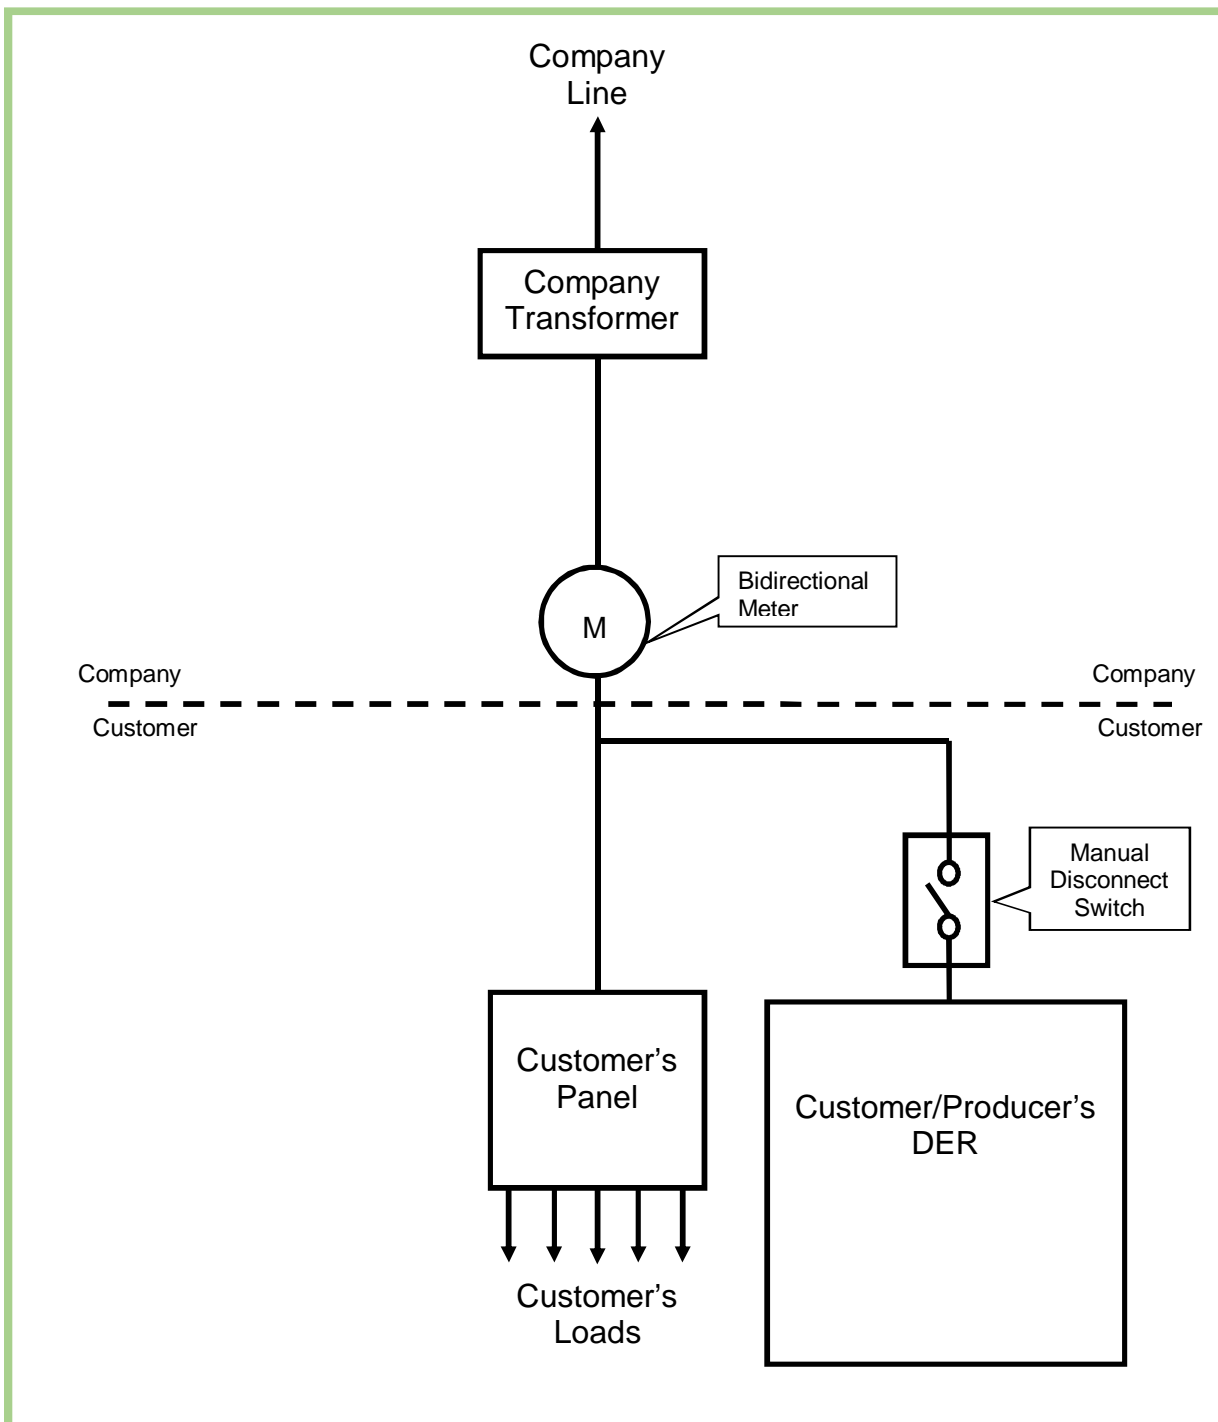 Company
Line
Company
Transformer
Bidirectional
Meter
M
Company
Company
Customer
Customer
Manual
Disconnect
Switch
Customer’s
Panel
Customer/Producer’s
DER
Customer’s
Loads